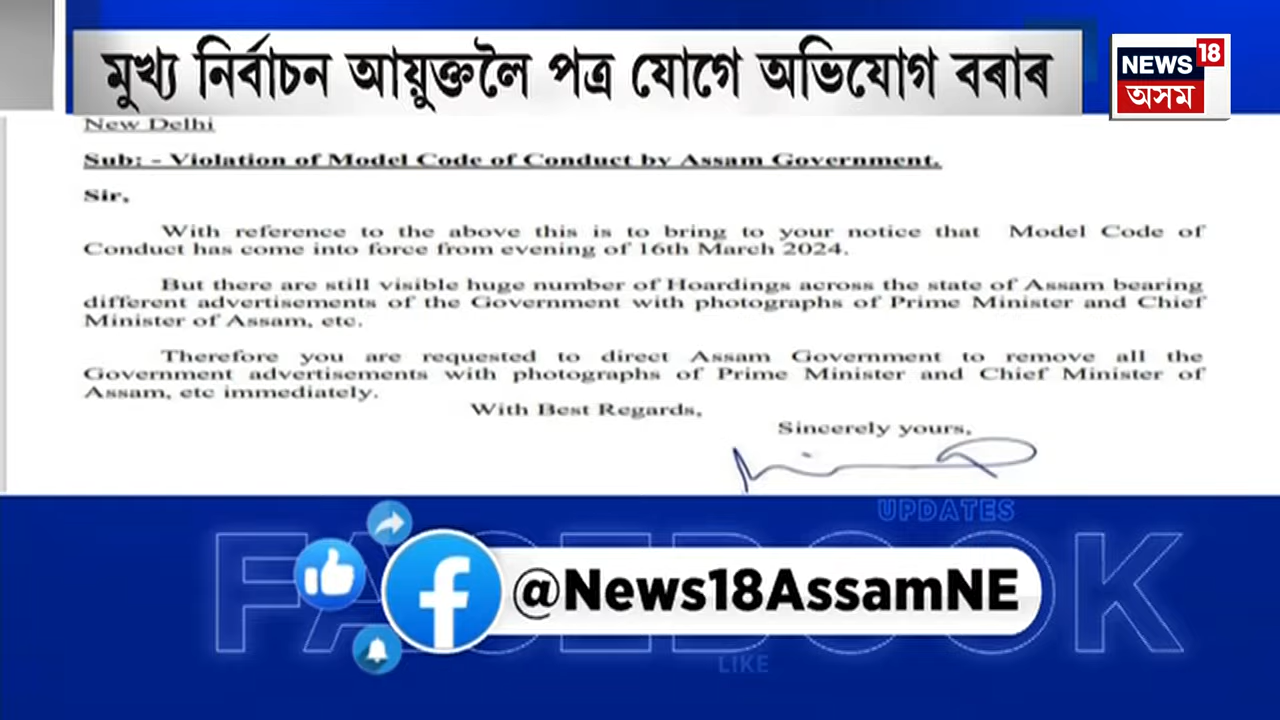 মুখ্য নিৰ্বাচন আয়ুক্তলৈ পত্ৰ যোগে অভিযোগ বৰাৰ
NEWS 18
অসম
New Delhi
Sub: - Violation of Model Code of Conduct by Assam Government.
Sir,
With reference to the above this is to bring to your notice that Model Code of
Conduct has come into force from evening of 16th March 2024.
But there are still visible huge number of Hoardings across the state of Assam bearing
different advertisements of the Government with photographs of Prime Minister and Chief
Minister of Assam, etc.
Therefore you are requested to direct Assam Government to remove all the
Government advertisements with photographs of Prime Minister and Chief Minister of
Assam, etc immediately.
With Best Regards,
Sincerely yours,
UPDATES
FACEBOOK
@News18AssamNE
LIKE